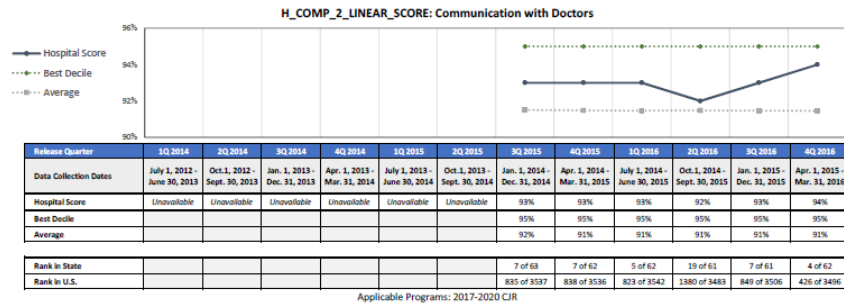 H_COMP_2_LINEAR_SCORE: Communication with Doctors
96%
94%
92%
90%
Hospital Score
Best Decile
Average
Release Quarter 1Q 2014 2Q 2014 3Q 2014 4Q 2014 1Q 2015 2Q 2015 3Q 2015 4Q 2015 1Q 2016 2Q 2016 3Q 2016 4Q 2016
Data Collection Dates July 1, 2012 - June 30, 2013 Oct.1, 2012 - Sept. 30, 2013 Jan. 1, 2013 - Dec. 31, 2013 Apr. 1, 2013 - Mar. 31, 2014 July 1, 2013 - June 30, 2014 Oct.1, 2013 - Sept. 30, 2014 Jan. 1, 2014 - Dec. 31, 2014 Apr. 1, 2014 - Mar. 31, 2015 July 1, 2014 - June 30, 2015 Oct.1, 2014 - Sept. 30, 2015 Jan. 1, 2015 - Dec. 31, 2015 Apr. 1, 2015 - Mar. 31, 2016
Hospital Score Unavailable Unavailable Unavailable Unavailable Unavailable Unavailable 93% 93% 93% 92% 93% 94%
Best Decile 95% 95% 95% 95% 95% 95%
Average 92% 91% 91% 91% 91% 91%
Rank in State 7 of 63 7 of 62 5 of 62 19 of 61 7 of 61 4 of 62
Rank in U.S. 835 of 3537 838 of 3536 823 of 3542 1380 of 3483 849 of 3506 426 of 3496
Applicable Programs: 2017-2020 CJR